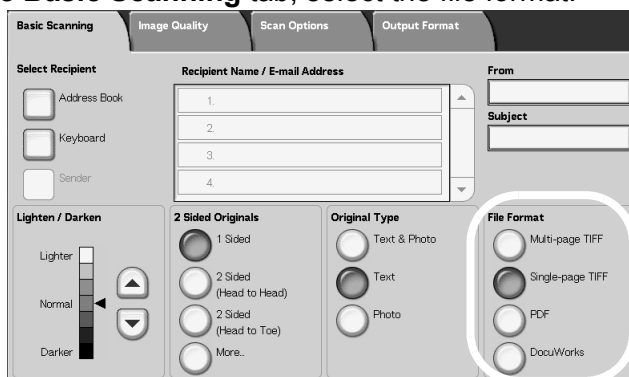 Basic Scanning tab, select the file format.
Basic Scanning
Image Quality
Scan Options
Output Format
Select Recipient
Address Book
Keyboard
Sender
Recipient Name / E-mail Address
1.
2.
3.
4.
From
Subject
Lighten / Darken
Lighter
Normal
Darker
2 Sided Originals
1 Sided
2 Sided
(Head to Head)
2 Sided
(Head to Toe)
More..
Original Type
Text & Photo
Text
Photo
File Format
Multi-page TIFF
Single-page TIFF
PDF
DocuWorks